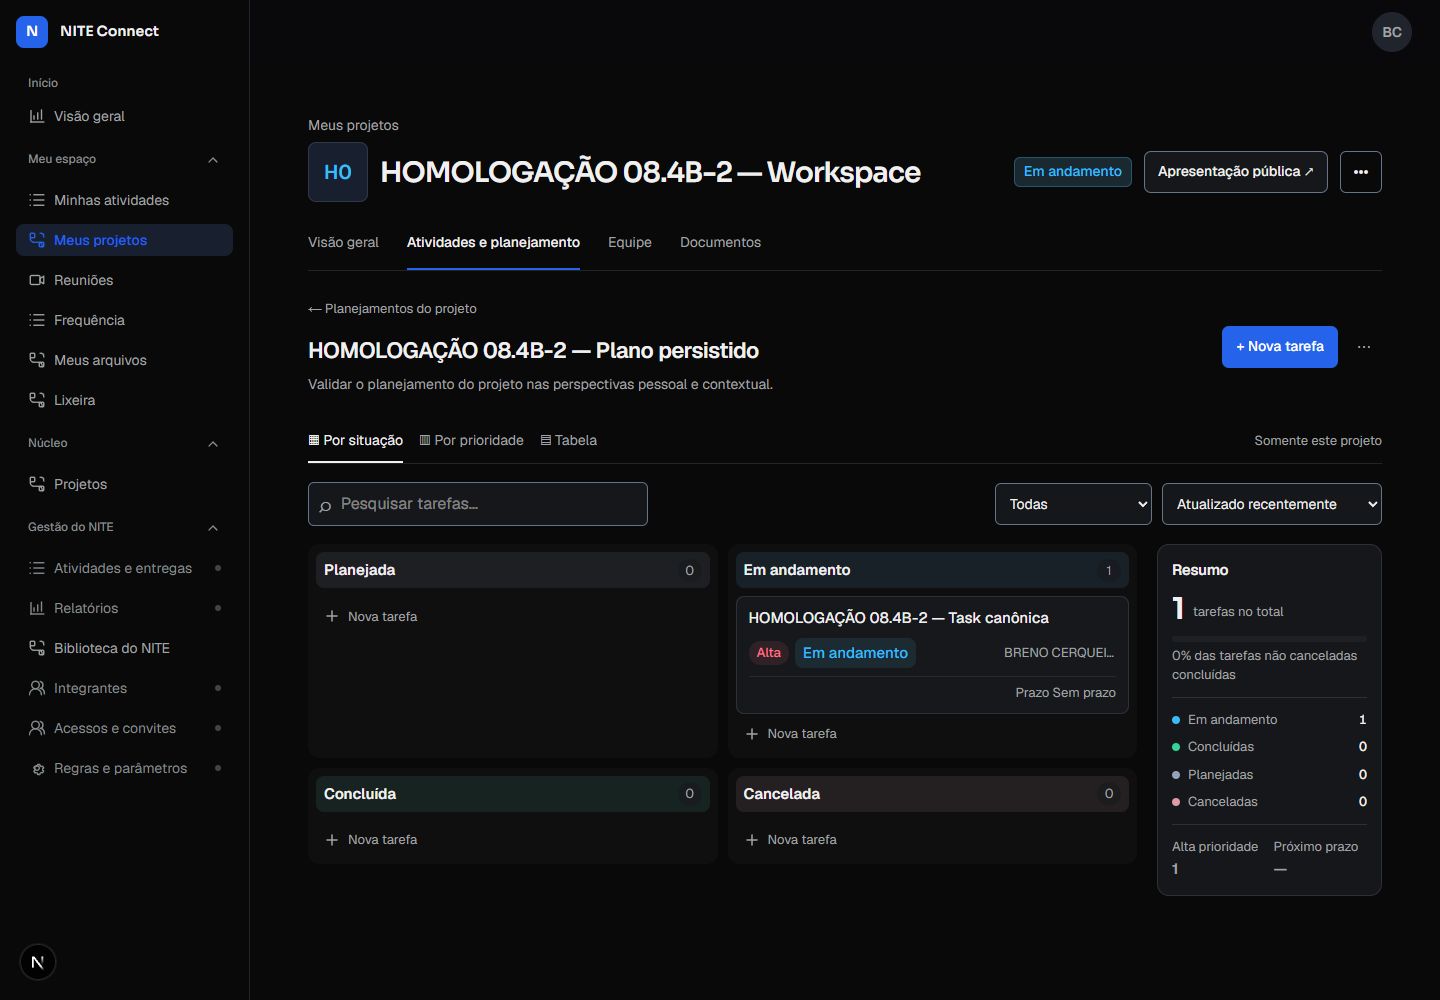 N NITE Connect
BC
Início
Visão geral
Meu espaço
Minhas atividades
Meus projetos
Reuniões
Frequência
Meus arquivos
Lixeira
Núcleo
Projetos
Gestão do NITE
Atividades e entregas
Relatórios
Biblioteca do NITE
Integrantes
Acessos e convites
Regras e parâmetros
N
Meus projetos
HO HOMOLOGAÇÃO 08.4B-2 — Workspace
Em andamento Apresentação pública ↗ •••
Visão geral Atividades e planejamento Equipe Documentos
← Planejamentos do projeto
HOMOLOGAÇÃO 08.4B-2 — Plano persistido
+ Nova tarefa ...
Validar o planejamento do projeto nas perspectivas pessoal e contextual.
▦ Por situação ▥ Por prioridade ▤ Tabela Somente este projeto
⌕ Pesquisar tarefas... Todas Atualizado recentemente
Planejada 0
+ Nova tarefa
Em andamento 1
HOMOLOGAÇÃO 08.4B-2 — Task canônica
Alta Em andamento BRENO CERQUEI...
Prazo Sem prazo
+ Nova tarefa
Concluída 0
+ Nova tarefa
Cancelada 0
+ Nova tarefa
Resumo
1 tarefas no total
0% das tarefas não canceladas
concluídas
Em andamento 1
Concluídas 0
Planejadas 0
Canceladas 0
Alta prioridade Próximo prazo
1 —